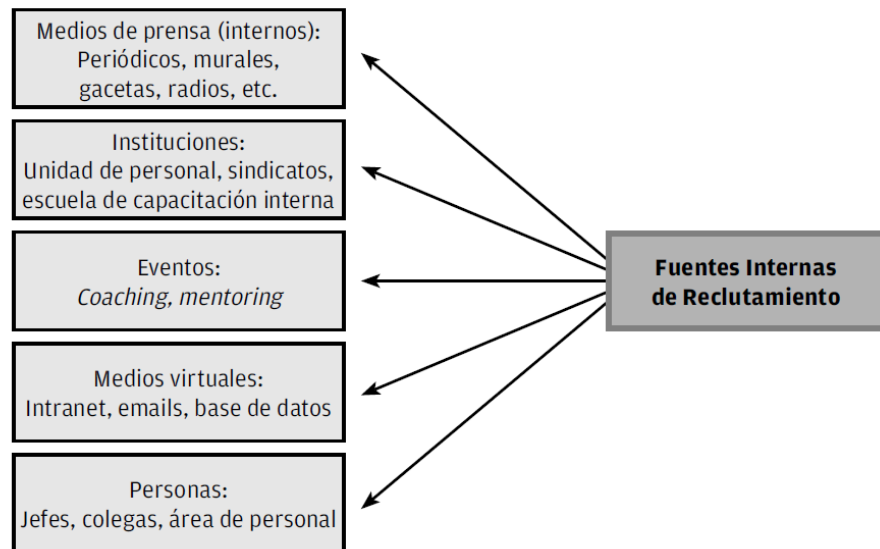 Medios de prensa (internos):
Periódicos, murales,
gacetas, radios, etc.
Instituciones:
Unidad de personal, sindicatos,
escuela de capacitación interna
Eventos:
Coaching, mentoring
Medios virtuales:
Intranet, emails, base de datos
Personas:
Jefes, colegas, área de personal
Fuentes Internas
de Reclutamiento